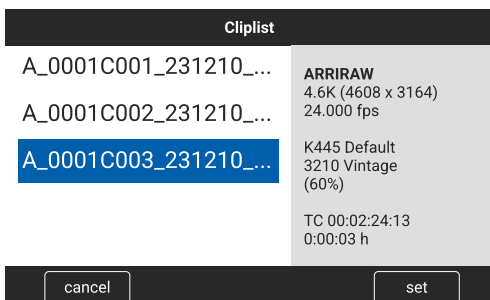 Cliplist
A_0001C001_231210_...
A_0001C002_231210_...
A_0001C003_231210_...
ARRIRAW
4.6K (4608 x 3164)
24.000 fps
K445 Default
3210 Vintage
(60%)
TC 00:02:24:13
0:00:03 h
cancel
set